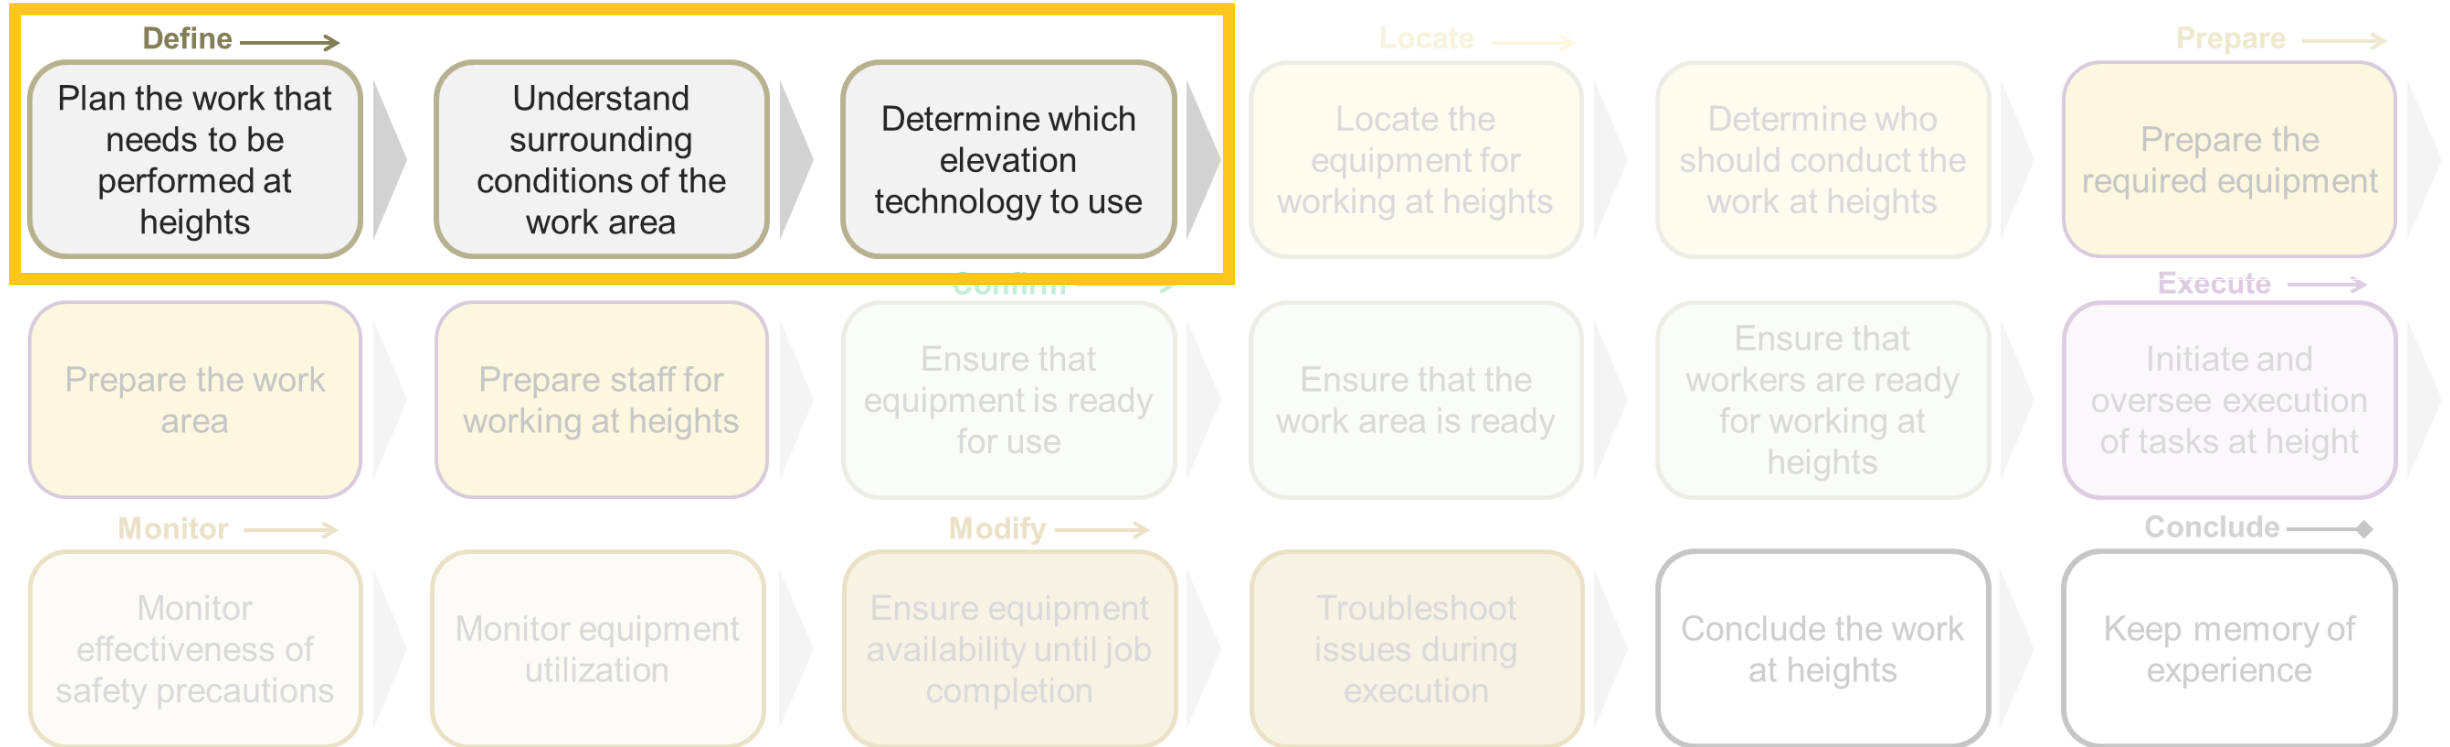 Define
Locate
Prepare
Plan the work that
needs to be
performed at
heights
Understand
surrounding
conditions of the
work area
Determine which
elevation
technology to use
Locate the
equipment for
working at heights
Determine who
should conduct the
work at heights
Prepare the
required equipment
Confirm
Execute
Prepare the work
area
Prepare staff for
working at heights
Ensure that
equipment is ready
for use
Ensure that the
work area is ready
Ensure that
workers are ready
for working at
heights
Initiate and
oversee execution
of tasks at height
Monitor
Modify
Conclude
Monitor
effectiveness of
safety precautions
Monitor equipment
utilization
Ensure equipment
availability until job
completion
Troubleshoot
issues during
execution
Conclude the work
at heights
Keep memory of
experience